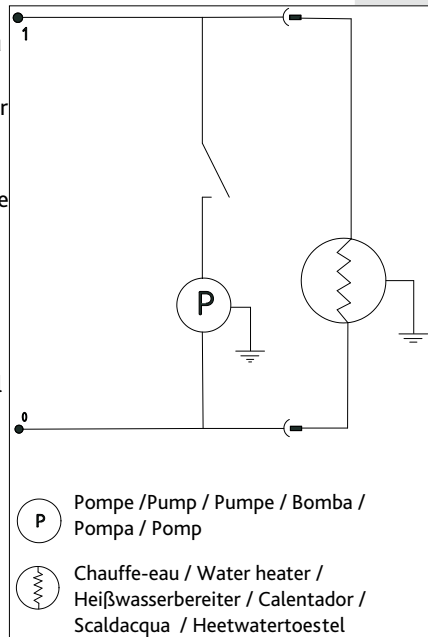 1
r
e
P
0
P
Pompe /Pump / Pumpe / Bomba /
Pompa / Pomp
Chauffe-eau / Water heater /
Heißwasserbereiter / Calentador /
Scaldacqua / Heetwatertoestel